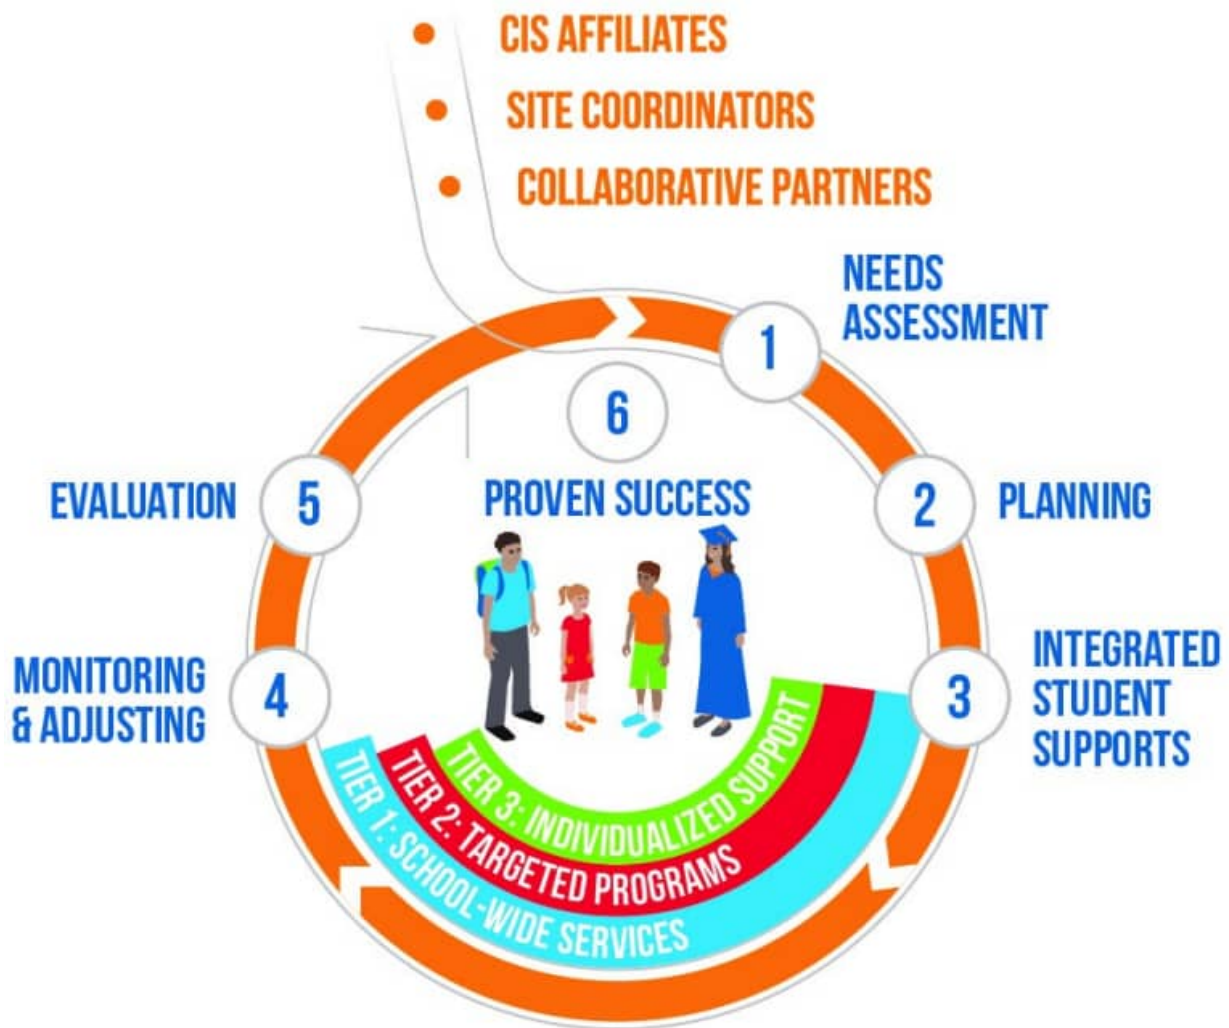 CIS AFFILIATES
SITE COORDINATORS
COLLABORATIVE PARTNERS
1
NEEDS
ASSESSMENT
2
PLANNING
3
INTEGRATED
STUDENT
SUPPORTS
4
MONITORING
& ADJUSTING
5
EVALUATION
6
PROVEN SUCCESS
TIER 3: INDIVIDUALIZED SUPPORT
TIER 2: TARGETED PROGRAMS
TIER 1: SCHOOL-WIDE SERVICES